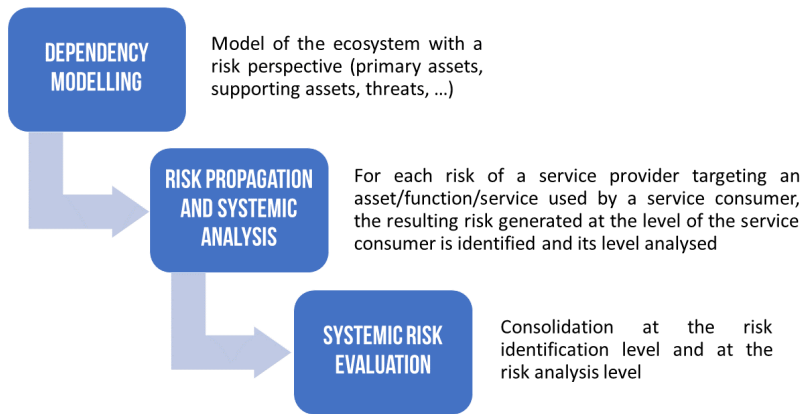 DEPENDENCY
MODELLING
Model of the ecosystem with a
risk perspective (primary assets,
supporting assets, threats, …)
RISK PROPAGATION
AND SYSTEMIC
ANALYSIS
For each risk of a service provider targeting an
asset/function/service used by a service consumer,
the resulting risk generated at the level of the service
consumer is identified and its level analysed
SYSTEMIC RISK
EVALUATION
Consolidation at the risk
identification level and at the
risk analysis level